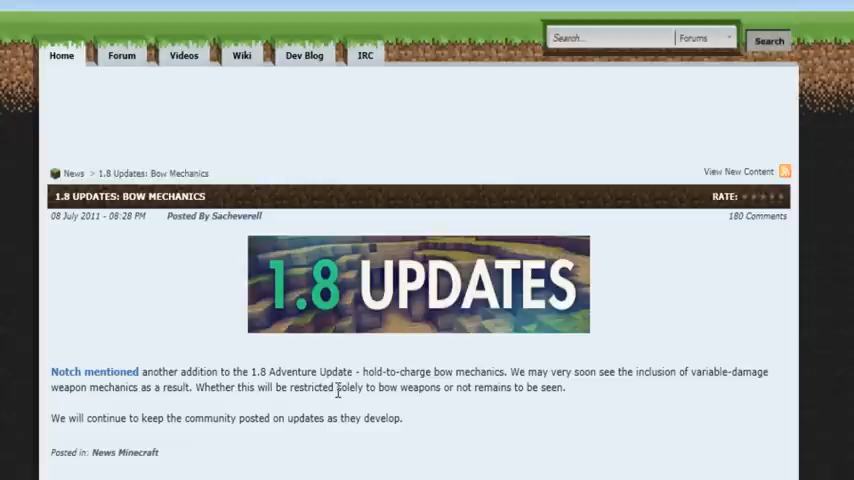 Search... Forums Search
Home Forum Videos Wiki Dev Blog IRC
News > 1.8 Updates: Bow Mechanics View New Content
1.8 UPDATES: BOW MECHANICS RATE:
08 July 2011 - 08:28 PM Posted By Sacheverell 180 Comments
1.8 UPDATES
Notch mentioned another addition to the 1.8 Adventure Update - hold-to-charge bow mechanics. We may very soon see the inclusion of variable-damage
weapon mechanics as a result. Whether this will be restricted solely to bow weapons or not remains to be seen.
We will continue to keep the community posted on updates as they develop.
Posted in: News Minecraft